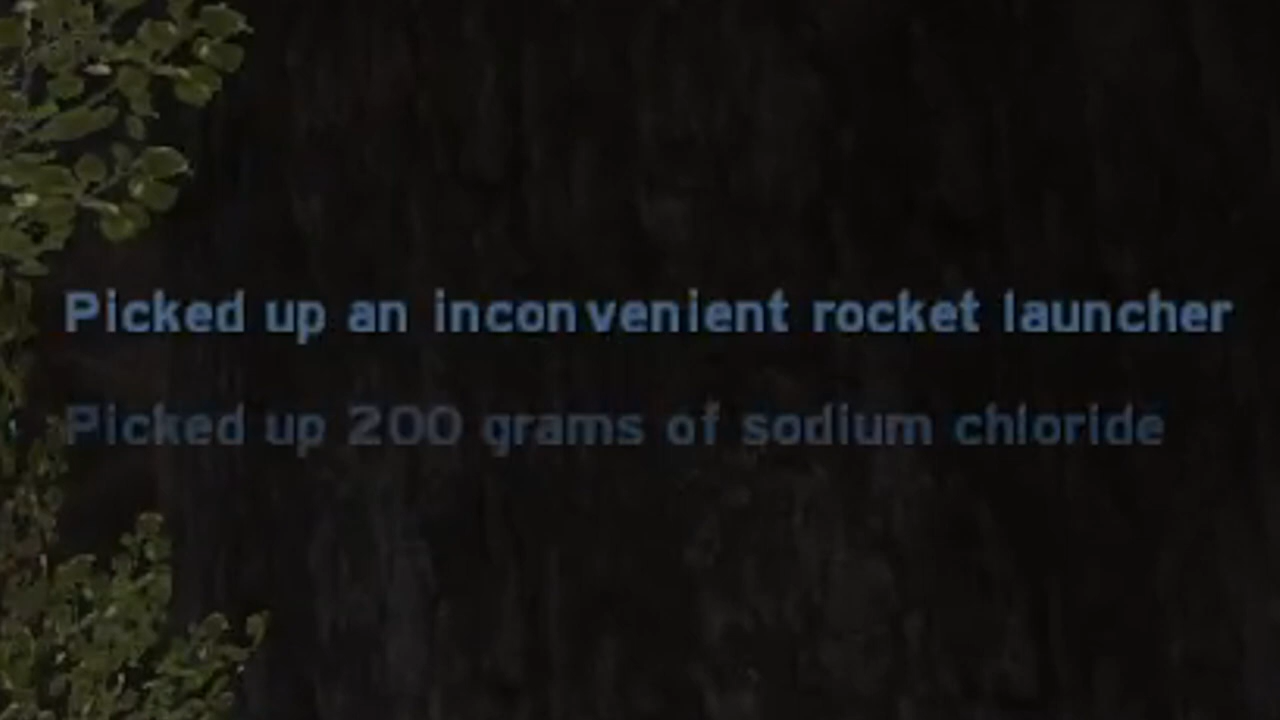 Picked up an inconvenient rocket launcher
Picked up 200 grams of sodium chloride